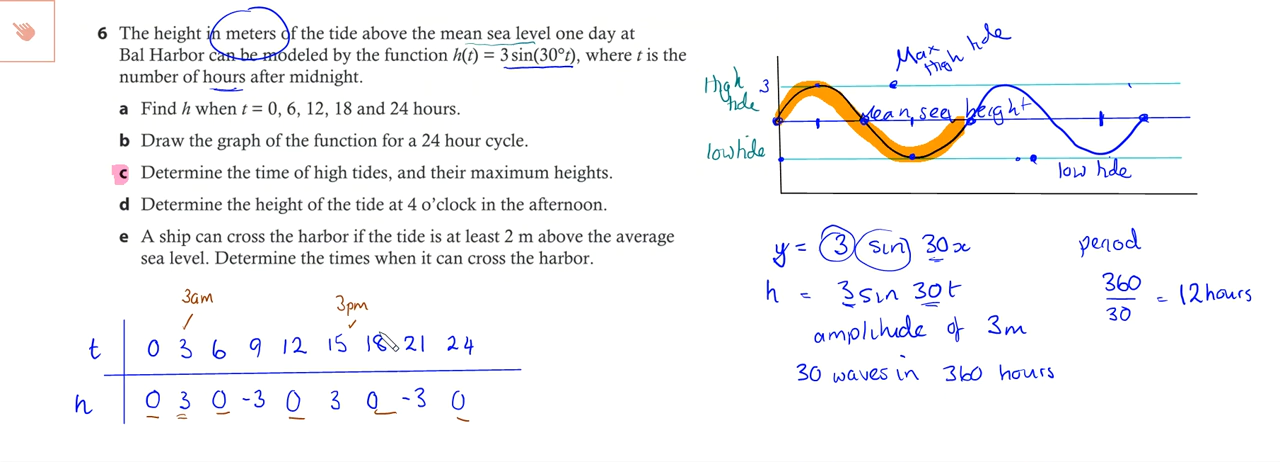 6 The height in meters of the tide above the mean sea level one day at
Bal Harbor can be modeled by the function h(t) = 3 sin(30°t), where t is the
number of hours after midnight.
a Find h when t = 0, 6, 12, 18 and 24 hours.
b Draw the graph of the function for a 24 hour cycle.
c Determine the time of high tides, and their maximum heights.
d Determine the height of the tide at 4 o'clock in the afternoon.
e A ship can cross the harbor if the tide is at least 2 m above the average
sea level. Determine the times when it can cross the harbor.
3am
3pm
t 0 3 6 9 12 15 18 21 24
h 0 3 0 -3 0 3 0 -3 0
Max
High tide
High 3
tide
mean sea height
low tide
low tide
y = 3 sin 30x
h = 3 sin 30t
amplitude of 3m
30 waves in 360 hours
period
360
/30 = 12 hours